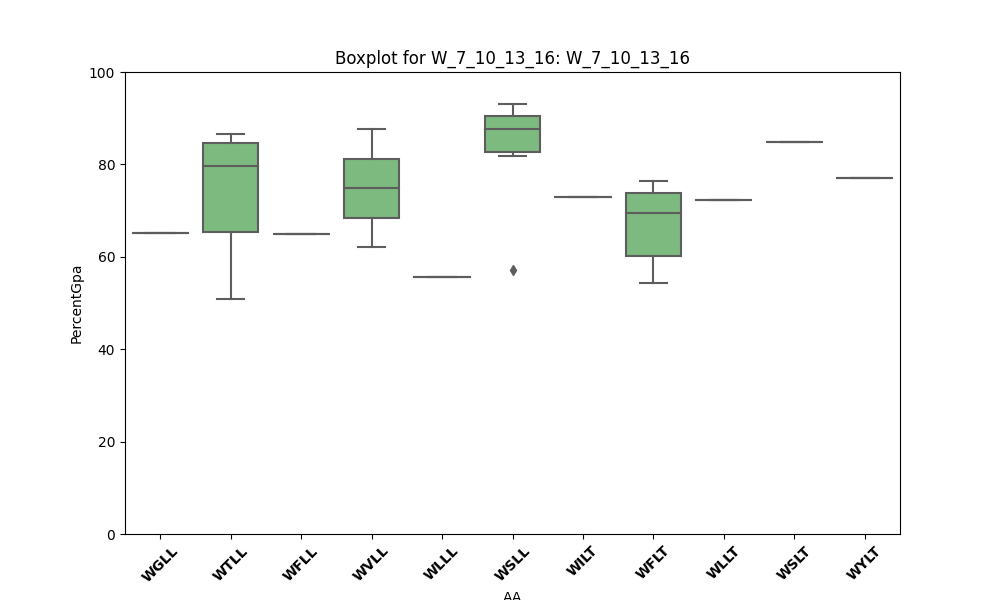 Boxplot for W_7_10_13_16: W_7_10_13_16
100
80
60
40
20
0
PercentGpa
WGLL WTLL WFLL WVLL WLLL WSLL WILT WFLT WLLT WSLT WYLT
AA